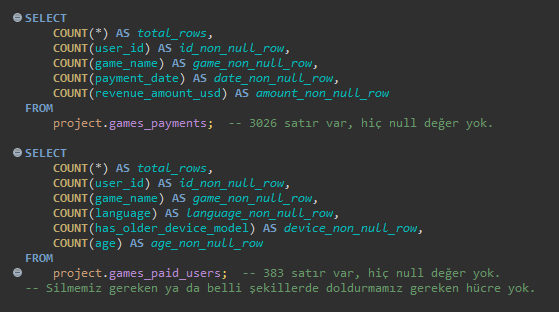 SELECT
COUNT(*) AS total_rows,
COUNT(user_id) AS id_non_null_row,
COUNT(game_name) AS game_non_null_row,
COUNT(payment_date) AS date_non_null_row,
COUNT(revenue_amount_usd) AS amount_non_null_row
FROM
project.games_payments;  -- 3026 satır var, hiç null değer yok.
SELECT
COUNT(*) AS total_rows,
COUNT(user_id) AS id_non_null_row,
COUNT(game_name) AS game_non_null_row,
COUNT(language) AS language_non_null_row,
COUNT(has_older_device_model) AS device_non_null_row,
COUNT(age) AS age_non_null_row
FROM
project.games_paid_users;  -- 383 satır var, hiç null değer yok.
-- Silmemiz gereken ya da belli şekillerde doldurmamız gereken hücre yok.